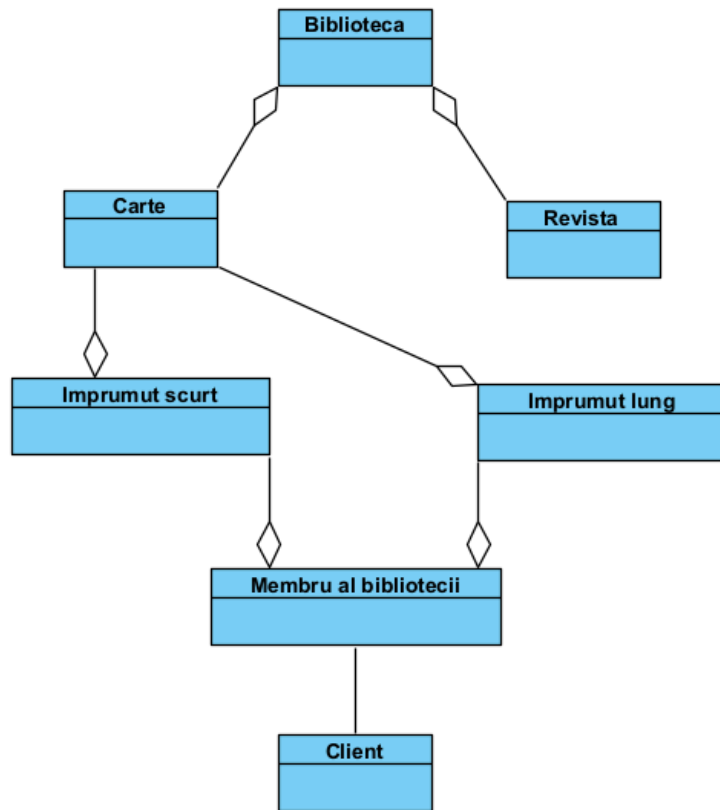 Biblioteca
Carte
Revista
Imprumut scurt
Imprumut lung
Membru al bibliotecii
Client